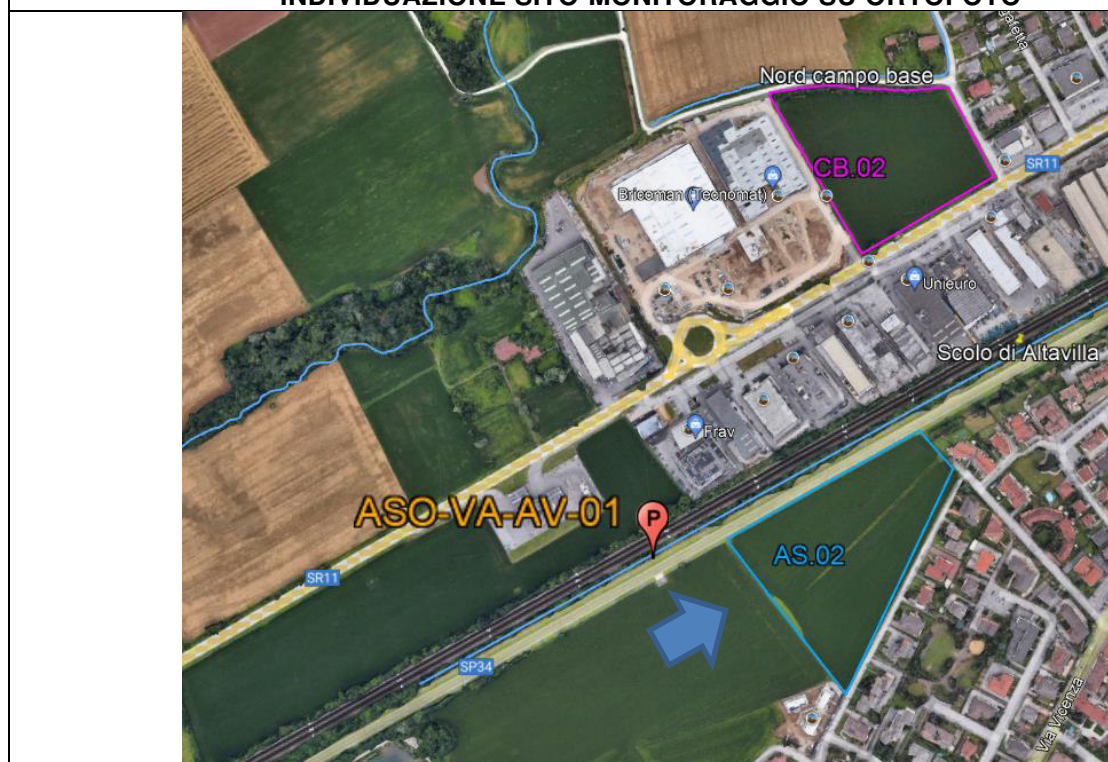 INDIVIDUAZIONE SITO MONITORAGGIO SU ORTOFOTO
Nord campo base
CB.02
SR11
Bricoman (Tecnomat)
Unieuro
Scolo di Altavilla
Frav
ASO-VA-AV-01
P
AS.02
SR11
SP34
Via Vicenza